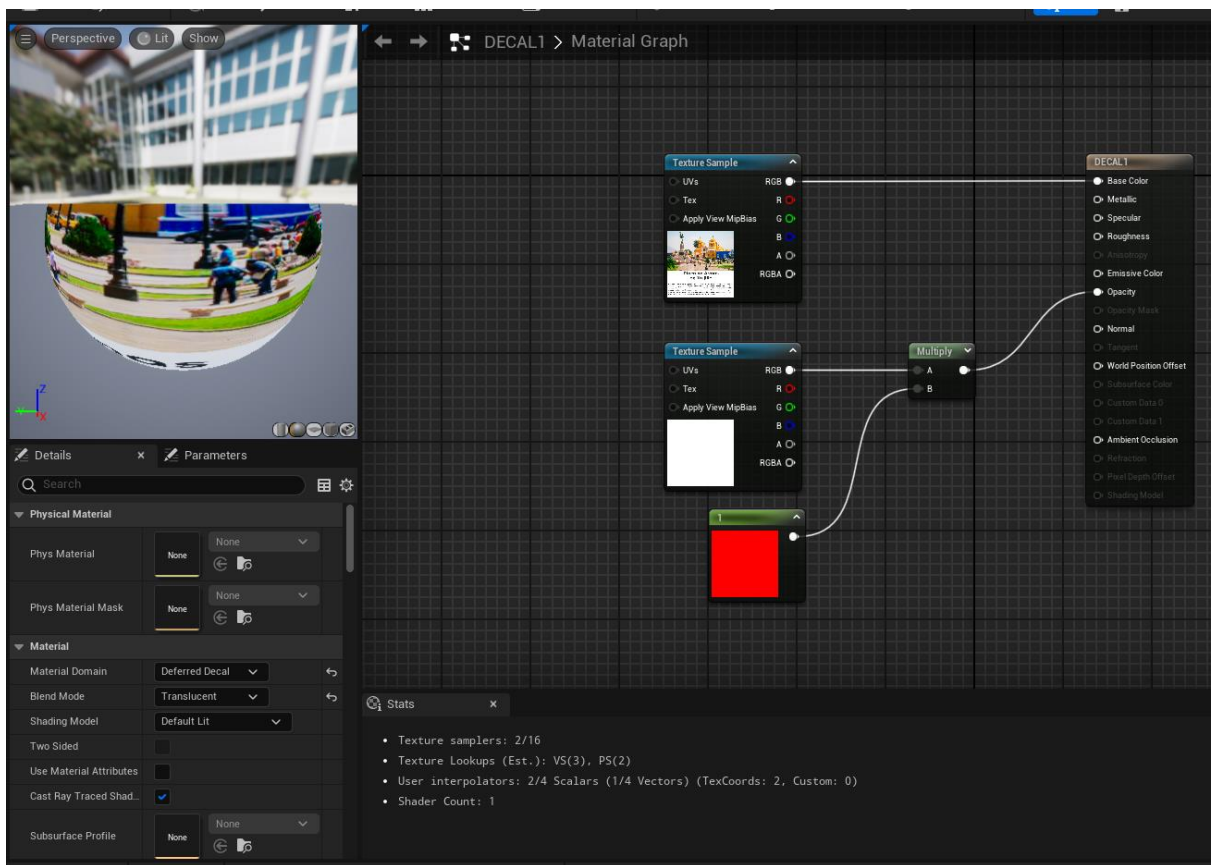 Perspective
Lit
Show
DECAL1 > Material Graph
Texture Sample
UVs
RGB
Tex
R
Apply View MipBias
G
B
A
RGBA
Texture Sample
UVs
RGB
Tex
R
Apply View MipBias
G
B
A
RGBA
1
Multiply
A
B
DECAL1
Base Color
Metallic
Specular
Roughness
Anisotropy
Emissive Color
Opacity
Opacity Mask
Normal
Tangent
World Position Offset
Subsurface Color
Custom Data 0
Custom Data 1
Ambient Occlusion
Refraction
Pixel Depth Offset
Shading Model
Z
Y
X
Details
Parameters
Search
Physical Material
Phys Material
None
None
Phys Material Mask
None
None
Material
Material Domain
Deferred Decal
Blend Mode
Translucent
Shading Model
Default Lit
Two Sided
Use Material Attributes
Cast Ray Traced Shad..
Subsurface Profile
None
None
Stats
• Texture samplers: 2/16
• Texture Lookups (Est.): VS(3), PS(2)
• User interpolators: 2/4 Scalars (1/4 Vectors) (TexCoords: 2, Custom: 0)
• Shader Count: 1